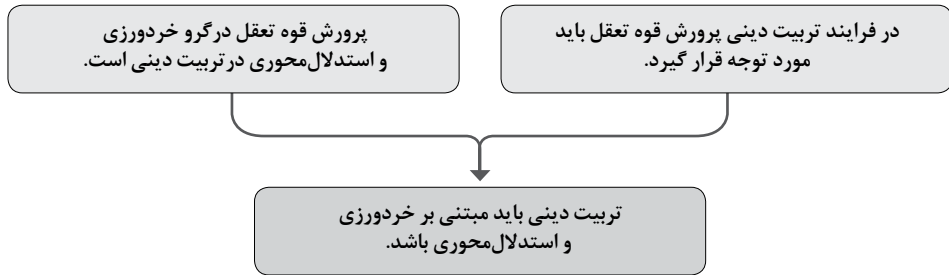 در فرایند تربیت دینی پرورش قوه تعقل باید
مورد توجه قرار گیرد.
پرورش قوه تعقل درگرو خردورزی
و استدلال‌محوری درتربیت دینی است.
تربیت دینی باید مبتنی بر خردورزی
و استدلال‌محوری باشد.